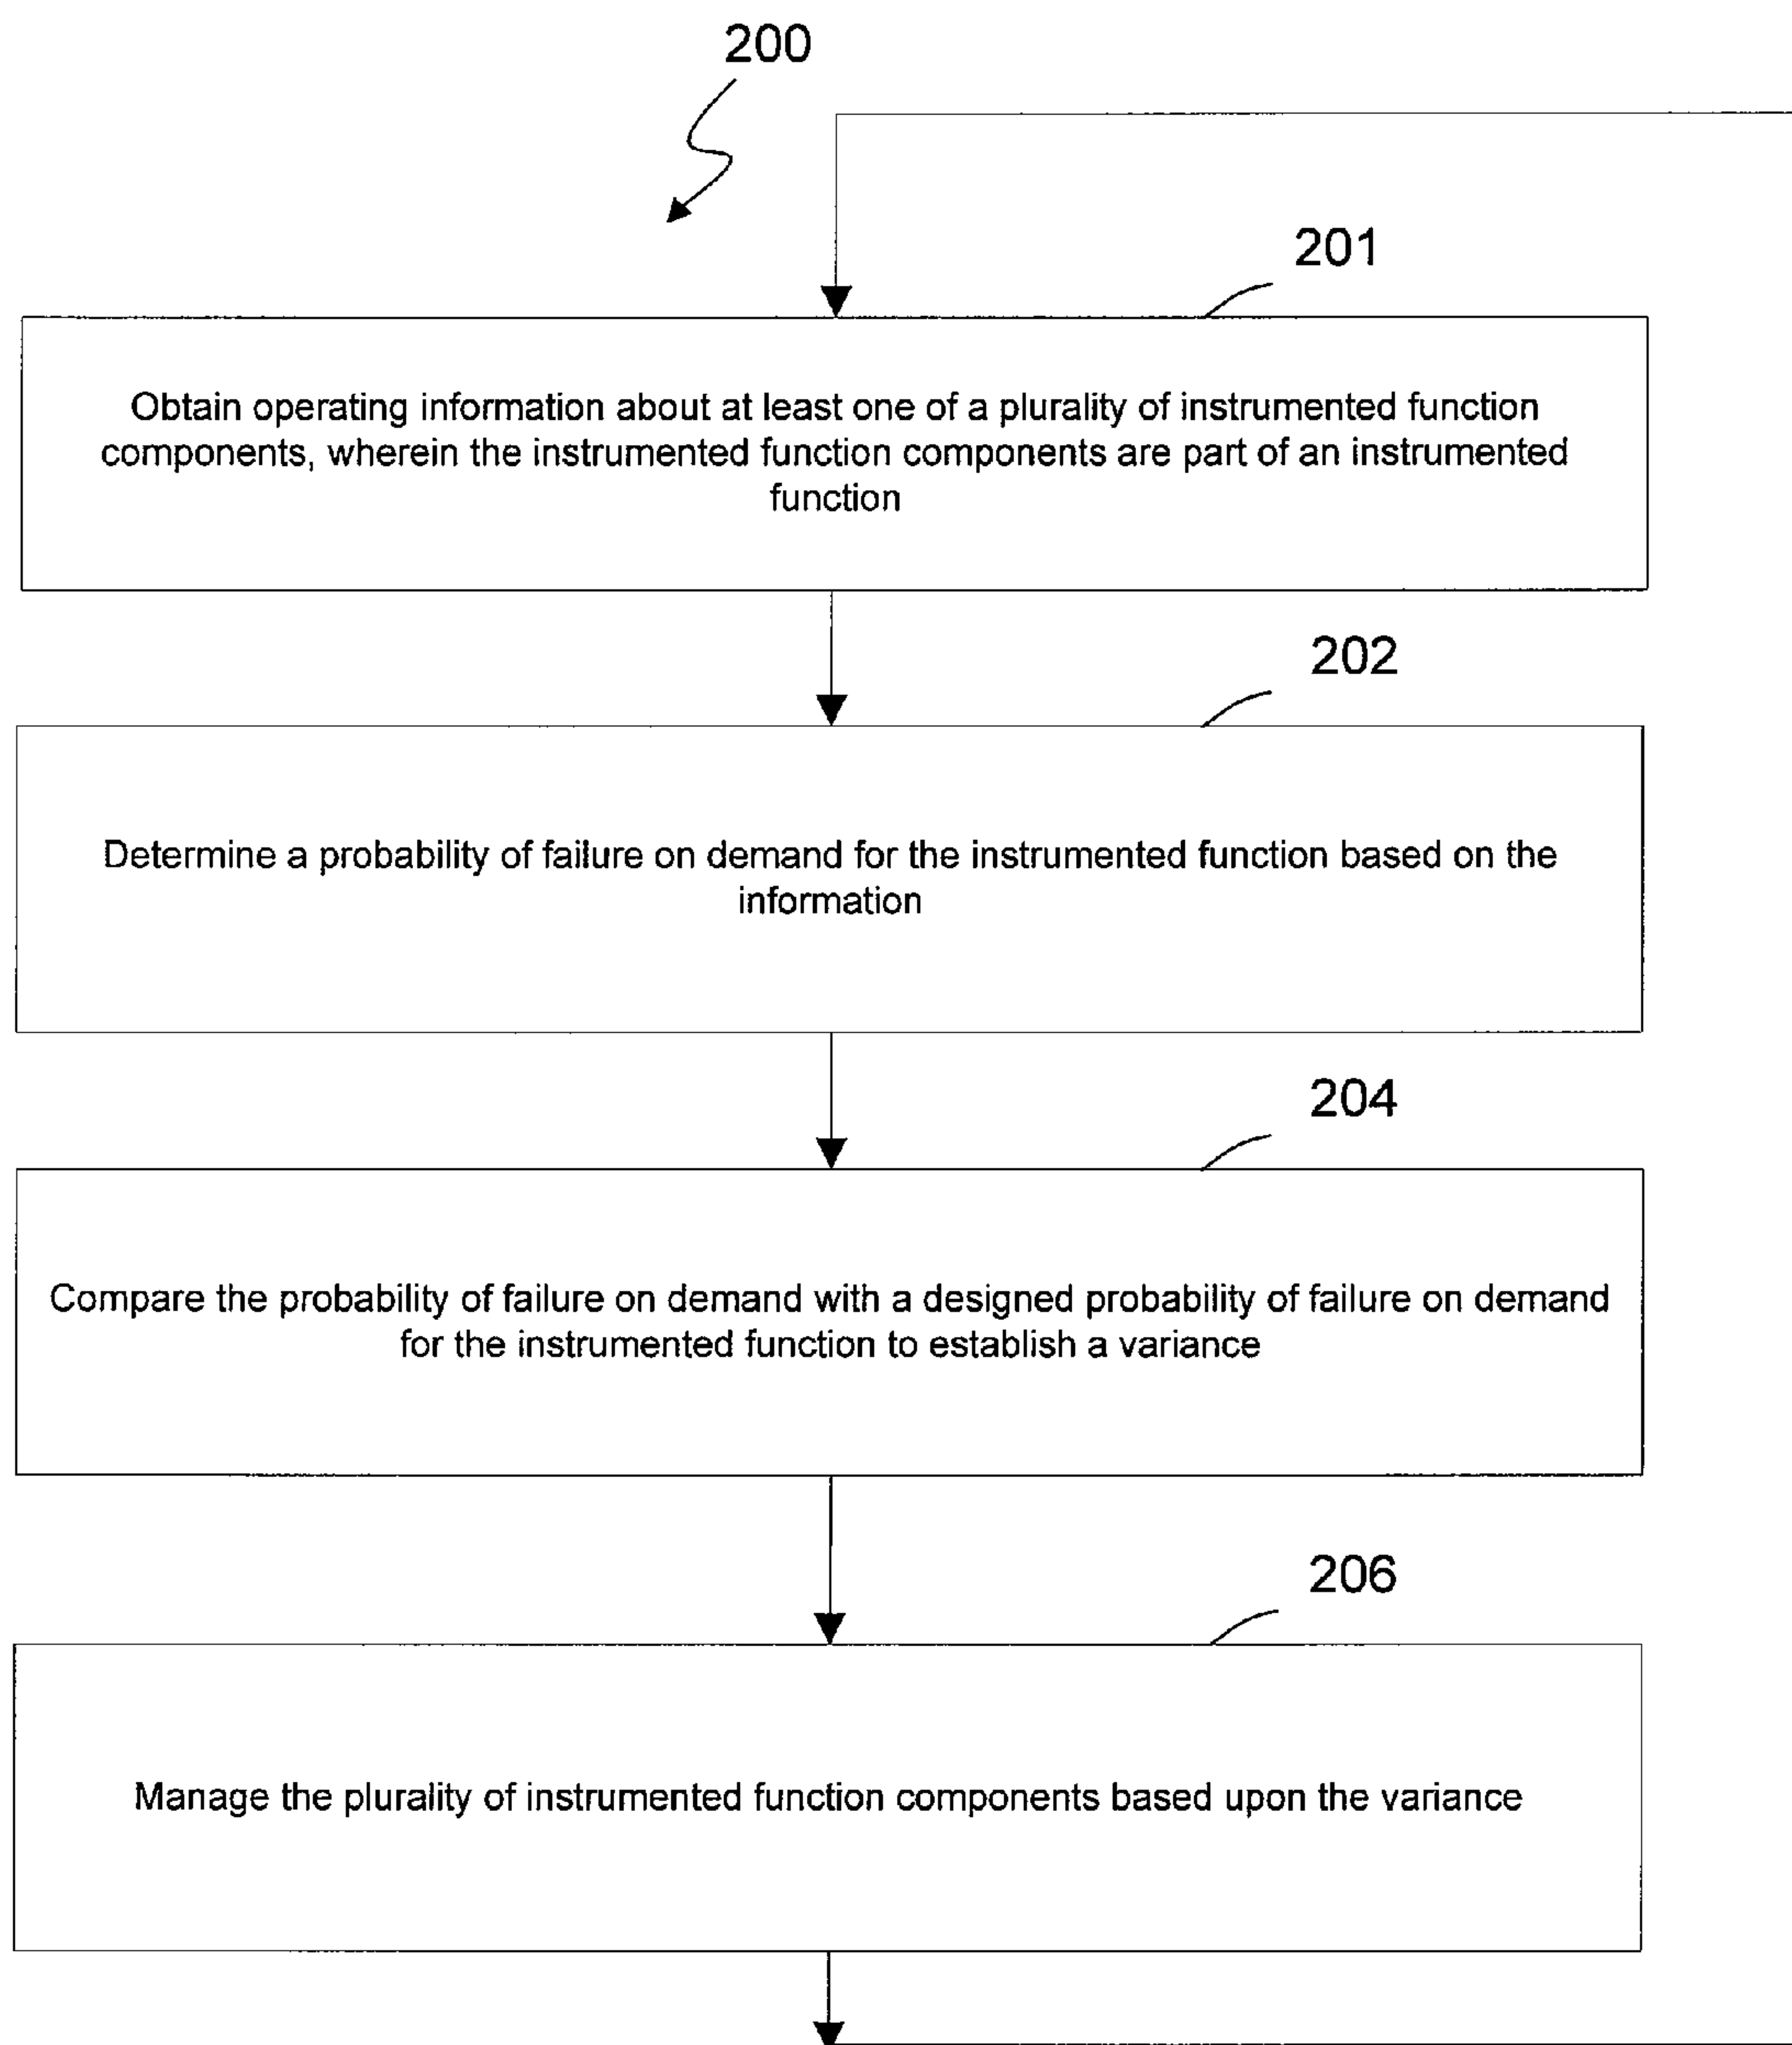 200
201
Obtain operating information about at least one of a plurality of instrumented function
components, wherein the instrumented function components are part of an instrumented
function
202
Determine a probability of failure on demand for the instrumented function based on the
information
204
Compare the probability of failure on demand with a designed probability of failure on demand
for the instrumented function to establish a variance
206
Manage the plurality of instrumented function components based upon the variance